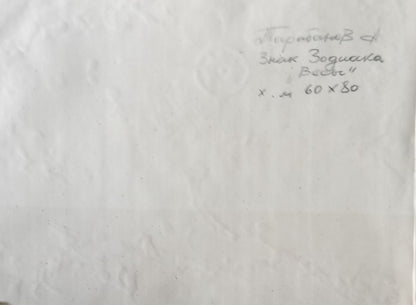 Знак Зодиака
"Весы"
х. м 60 x 80